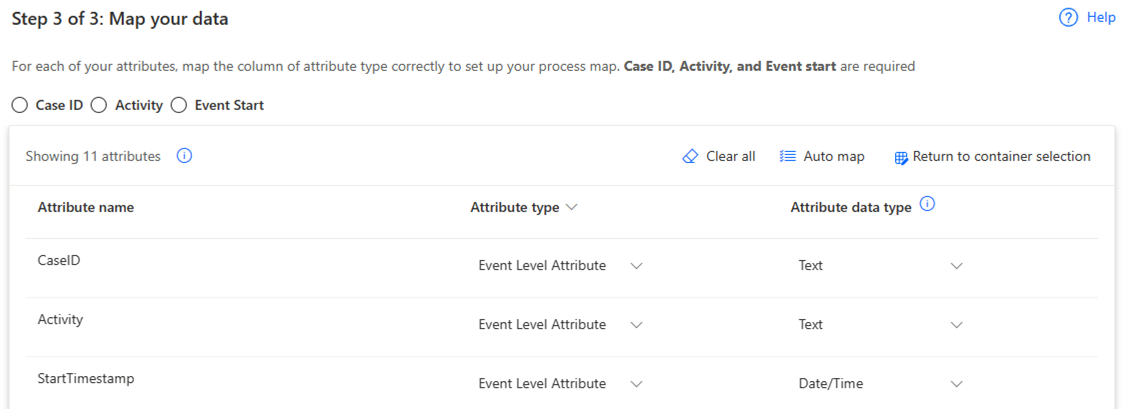 Step 3 of 3: Map your data
Help
For each of your attributes, map the column of attribute type correctly to set up your process map. Case ID, Activity, and Event start are required
Case ID Activity Event Start
Showing 11 attributes
Clear all Auto map Return to container selection
Attribute name Attribute type Attribute data type
CaseID Event Level Attribute Text
Activity Event Level Attribute Text
StartTimestamp Event Level Attribute Date/Time